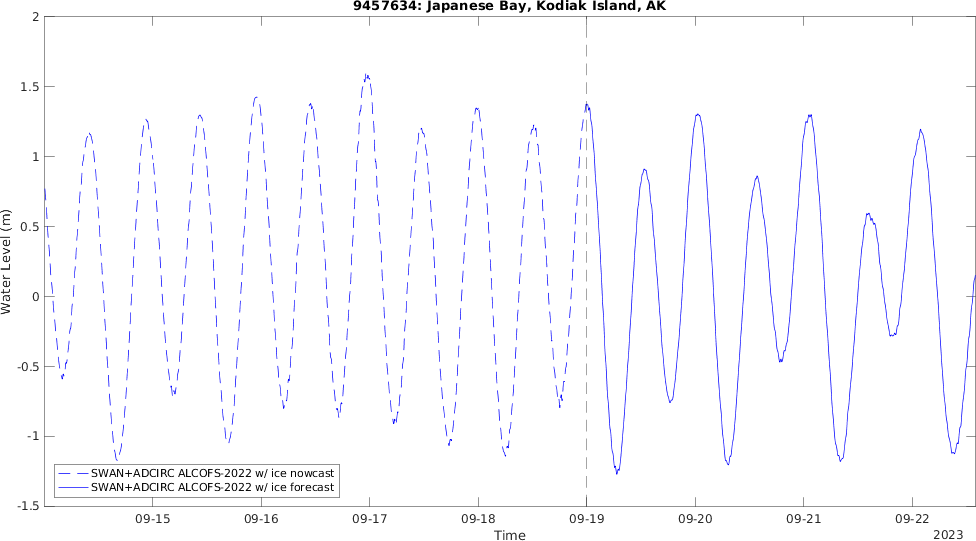 9457634: Japanese Bay, Kodiak Island, AK
2
1.5
1
0.5
0
-0.5
-1
-1.5
Water Level (m)
SWAN+ADCIRC ALCOFS-2022 w/ ice nowcast
SWAN+ADCIRC ALCOFS-2022 w/ ice forecast
09-15 09-16 09-17 09-18 09-19 09-20 09-21 09-22
Time
2023